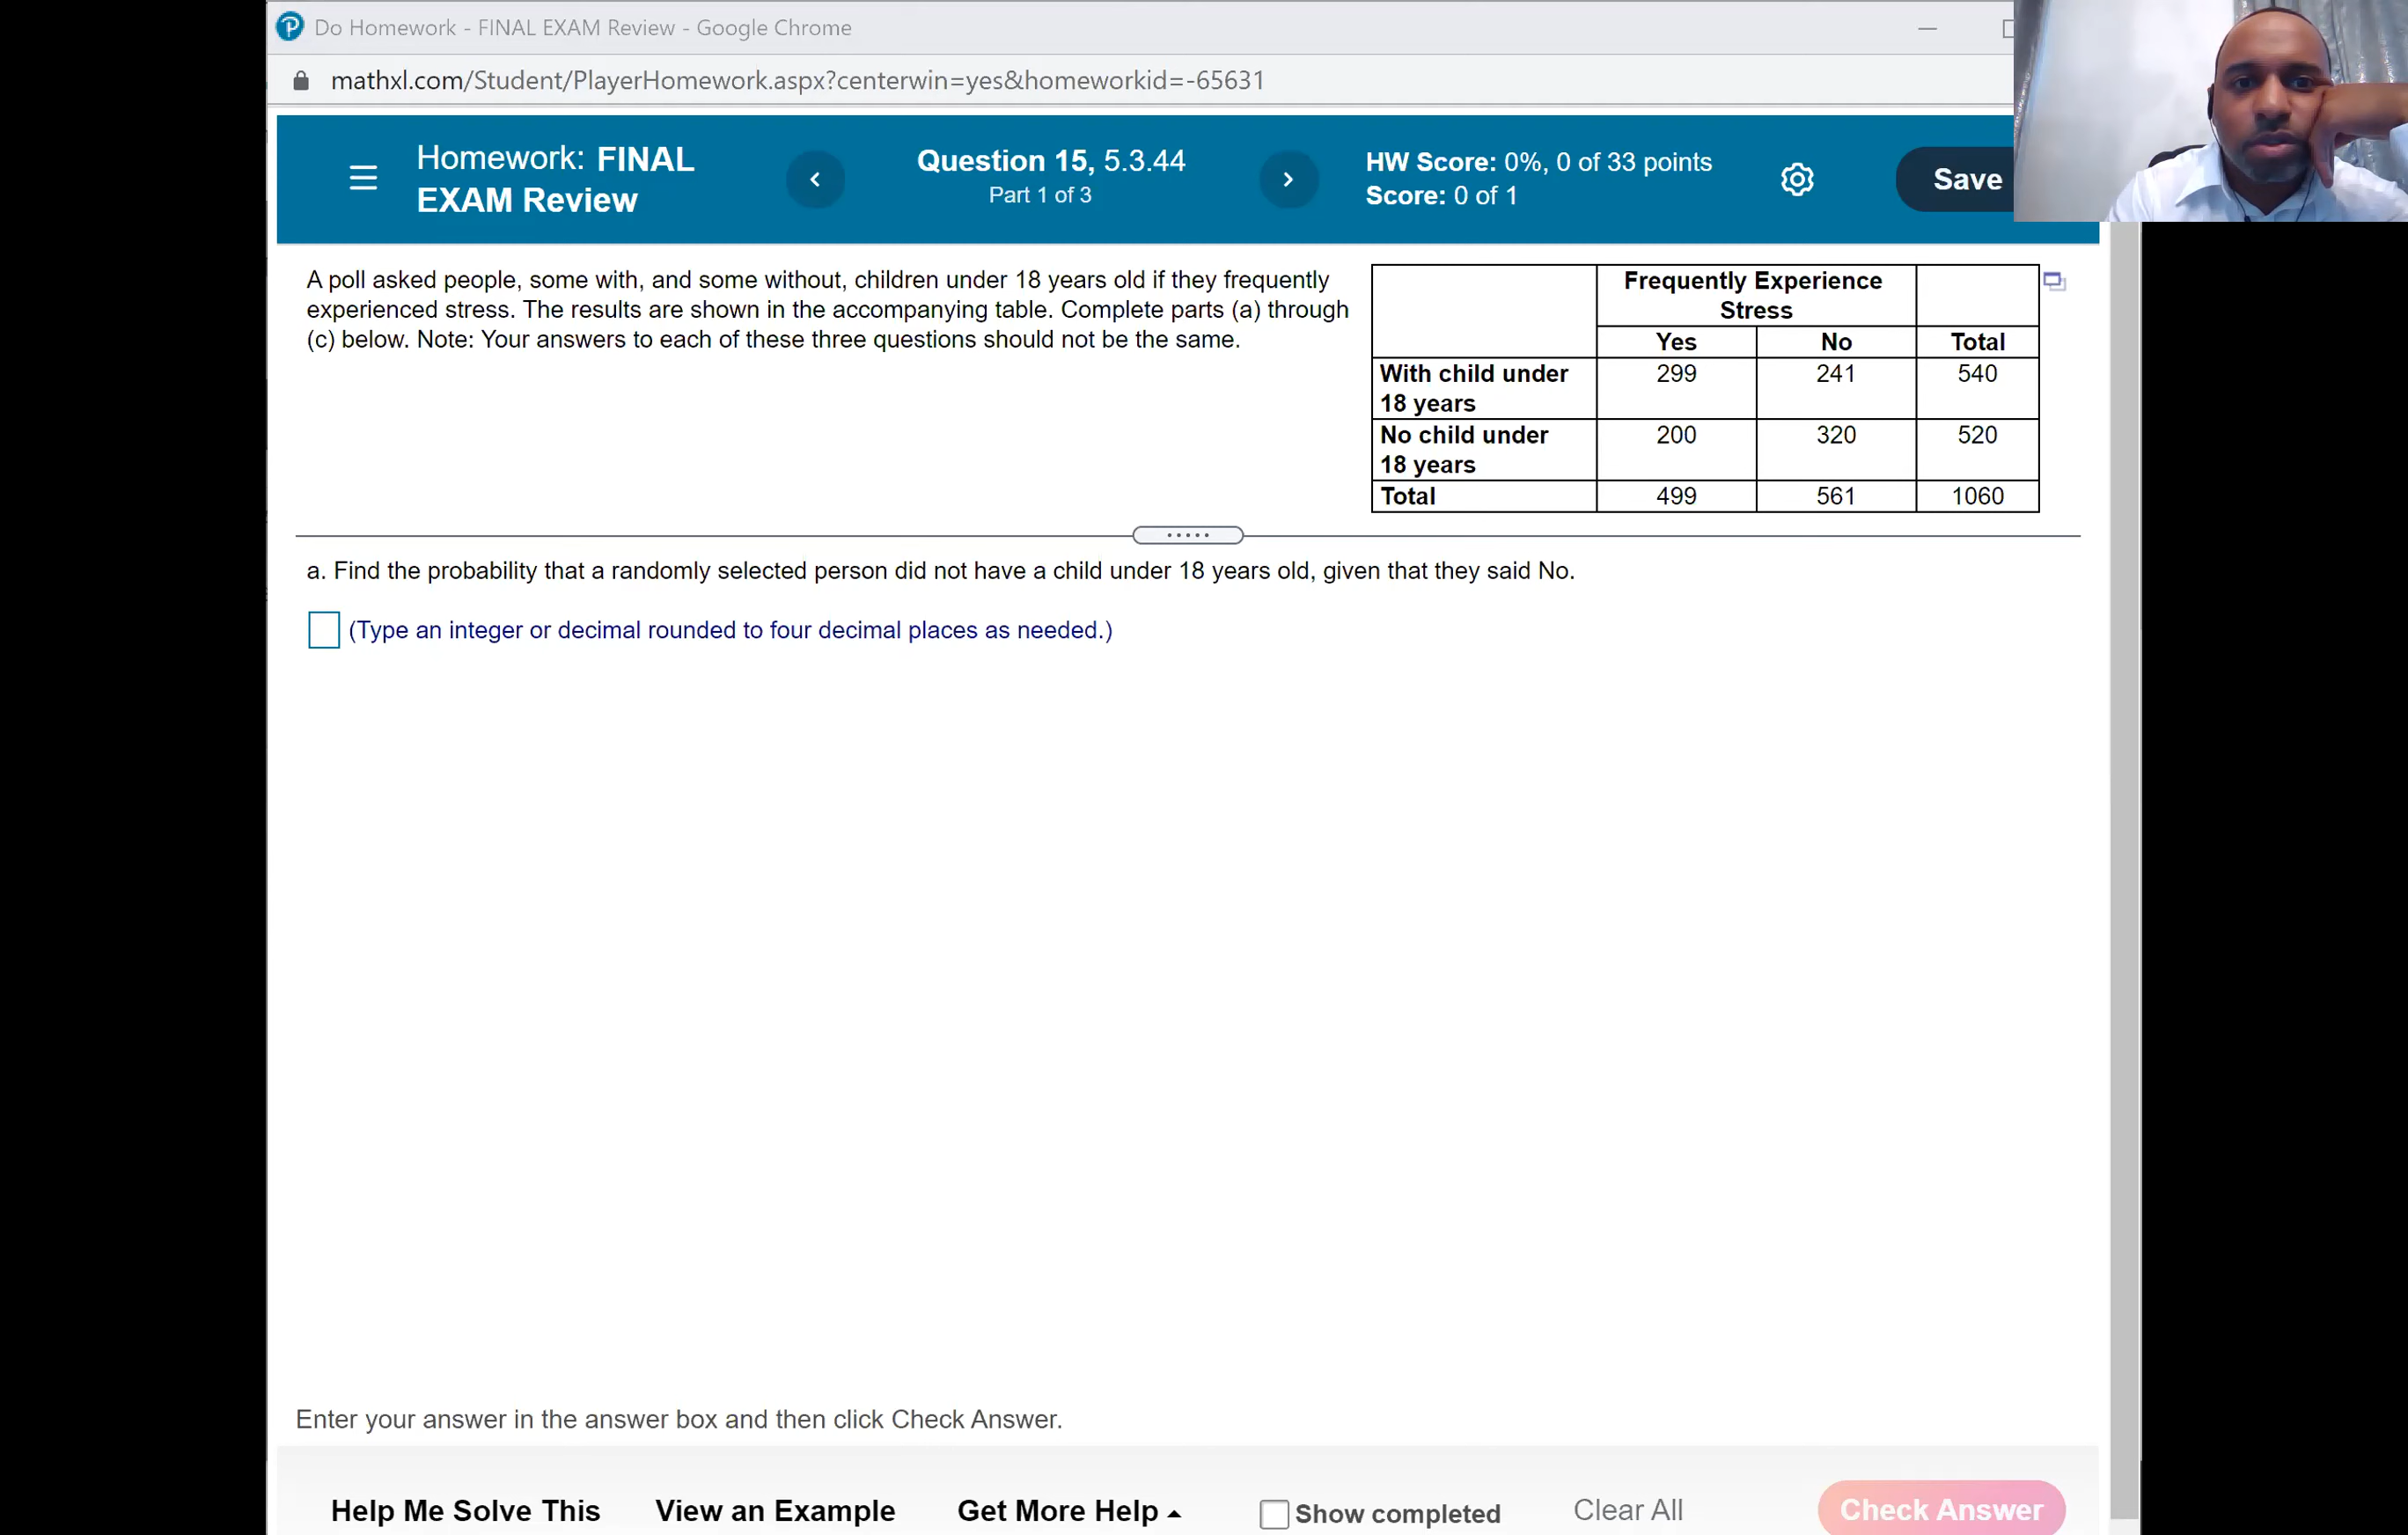 Do Homework - FINAL EXAM Review - Google Chrome
mathxl.com/Student/PlayerHomework.aspx?centerwin=yes&homeworkid=-65631
Homework: FINAL
EXAM Review
Question 15, 5.3.44
Part 1 of 3
HW Score: 0%, 0 of 33 points
Score: 0 of 1
Save
A poll asked people, some with, and some without, children under 18 years old if they frequently
experienced stress. The results are shown in the accompanying table. Complete parts (a) through
(c) below. Note: Your answers to each of these three questions should not be the same.
Frequently Experience
Stress
Yes No Total
With child under
18 years
299 241 540
No child under
18 years
200 320 520
Total 499 561 1060
a. Find the probability that a randomly selected person did not have a child under 18 years old, given that they said No.
(Type an integer or decimal rounded to four decimal places as needed.)
Enter your answer in the answer box and then click Check Answer.
Help Me Solve This View an Example Get More Help Show completed Clear All Check Answer